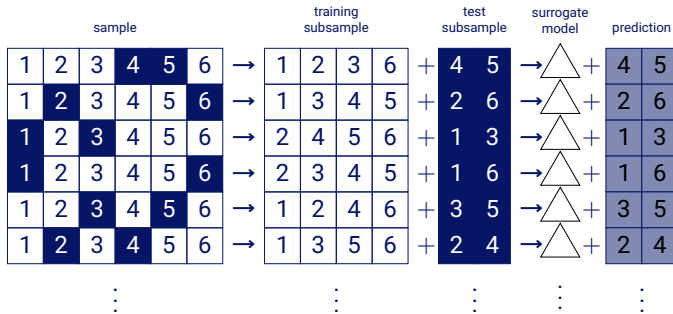 sample training subsample test subsample surrogate model prediction
1 2 3 4 5 6 → 1 2 3 6 + 4 5 → + 4 5
1 2 3 4 5 6 → 1 3 4 5 + 2 6 → + 2 6
1 2 3 4 5 6 → 2 4 5 6 + 1 3 → + 1 3
1 2 3 4 5 6 → 2 3 4 5 + 1 6 → + 1 6
1 2 3 4 5 6 → 1 2 4 6 + 3 5 → + 3 5
1 2 3 4 5 6 → 1 3 5 6 + 2 4 → + 2 4
⋮ ⋮ ⋮ ⋮ ⋮